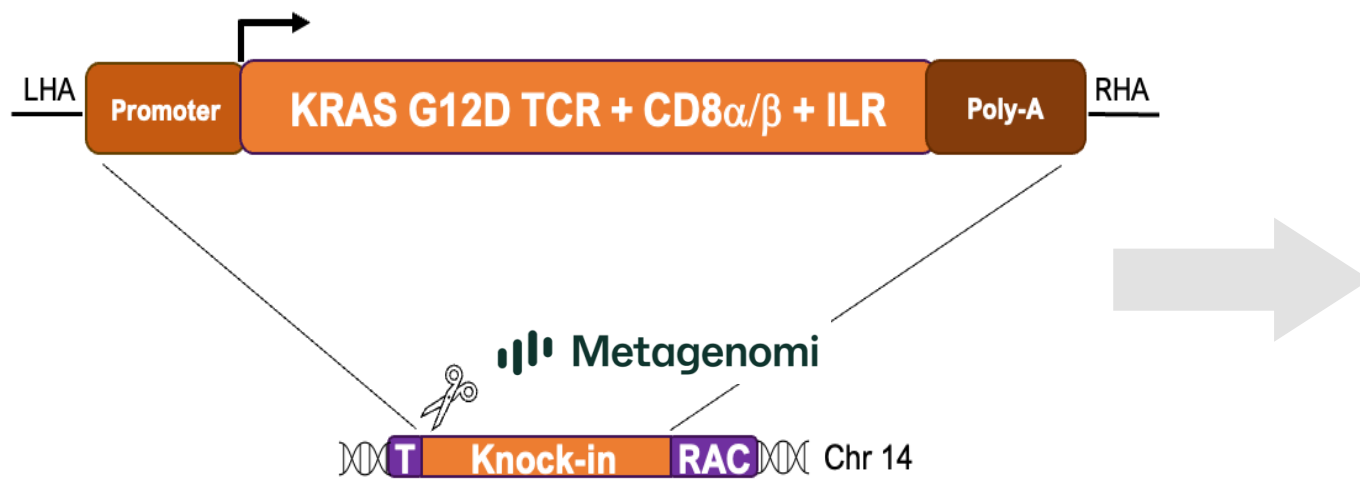 LHA
Promoter
KRAS G12D TCR + CD8α/β + ILR
Poly-A
RHA
Metagenomi
T
Knock-in
RAC
Chr 14